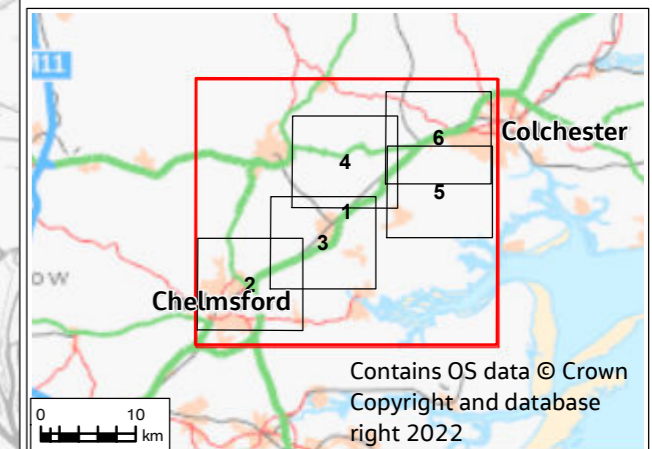 M11
Colchester
6
4
5
1
3
ow
2
Chelmsford
Contains OS data © Crown
Copyright and database
right 2022
0 10
km